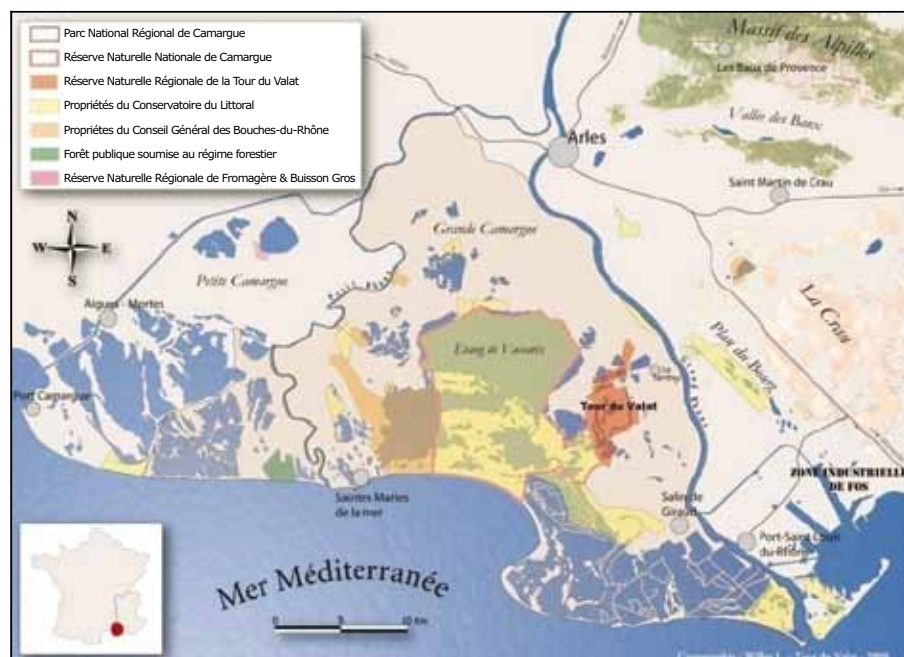 Parc National Régional de Camargue
Réserve Naturelle Nationale de Camargue
Réserve Naturelle Régionale de la Tour du Valat
Propriétés du Conservatoire du Littoral
Propriétes du Conseil Général des Bouches-du-Rhône
Forêt publique soumise au régime forestier
Réserve Naturelle Régionale de Fromagère & Buisson Gros
Massif des Alpilles
Les Baux de Provence
Vallée des Baux
Arles
Saint Martin de Crau
N
W E
S
Grande Camargue
Petite Camargue
Aigues - Mortes
La Crau
Plan du Bourg
Etang de Vaccarès
Port Camargue
Tour du Valat
ZONE INDUSTRIELLE
DE FOS
Saintes Maries
de la mer
Salin de
Giraud
Port-Saint Louis
du-Rhône
Mer Méditerranée
0 5 10 Km